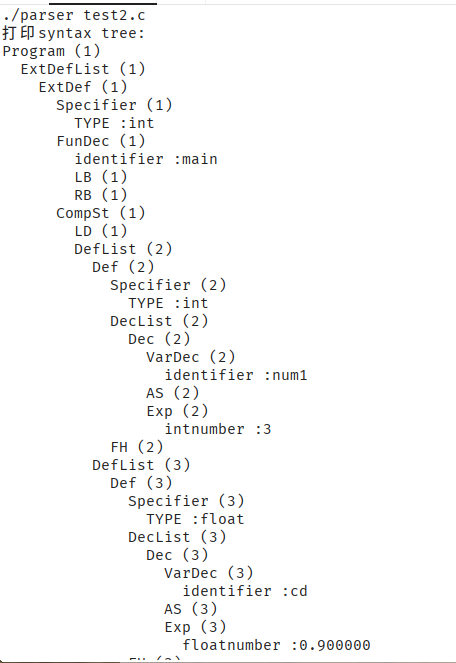 ./parser test2.c
打印syntax tree:
Program (1)
  ExtDefList (1)
    ExtDef (1)
      Specifier (1)
        TYPE :int
      FunDec (1)
        identifier :main
        LB (1)
        RB (1)
      CompSt (1)
        LD (1)
        DefList (2)
          Def (2)
            Specifier (2)
              TYPE :int
            DecList (2)
              Dec (2)
                VarDec (2)
                  identifier :num1
                AS (2)
                Exp (2)
                  intnumber :3
            FH (2)
          DefList (3)
            Def (3)
              Specifier (3)
                TYPE :float
              DecList (3)
                Dec (3)
                  VarDec (3)
                    identifier :cd
                  AS (3)
                  Exp (3)
                    floatnumber :0.900000